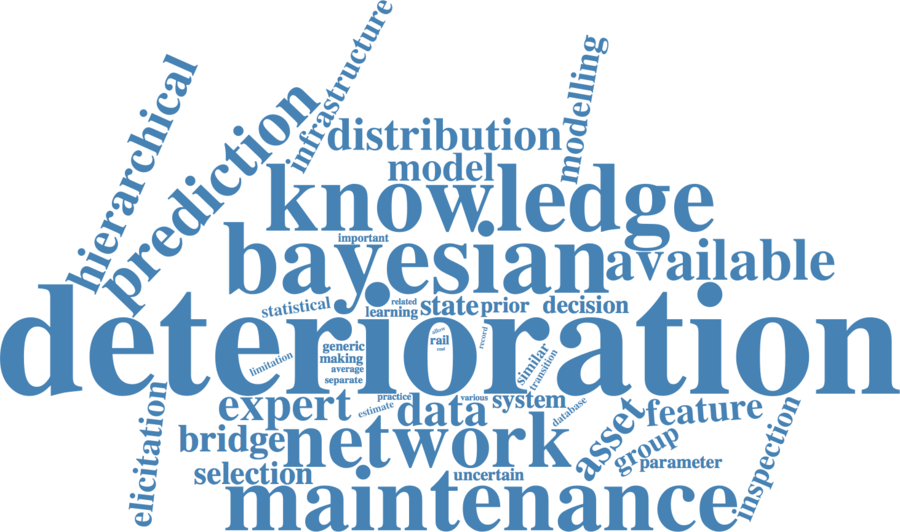 hierarchical
prediction
infrastructure
distribution
modelling
model
knowledge
important
bayesian
available
statistical
related
learning
state
prior
decision
deterioration
allow
rail
record
generic
making
average
separate
limitation
similar
transition
practice
estimate
various
expert
data
system
database
feature
asset
group
parameter
inspection
elicitation
bridge
network
selection
uncertain
maintenance